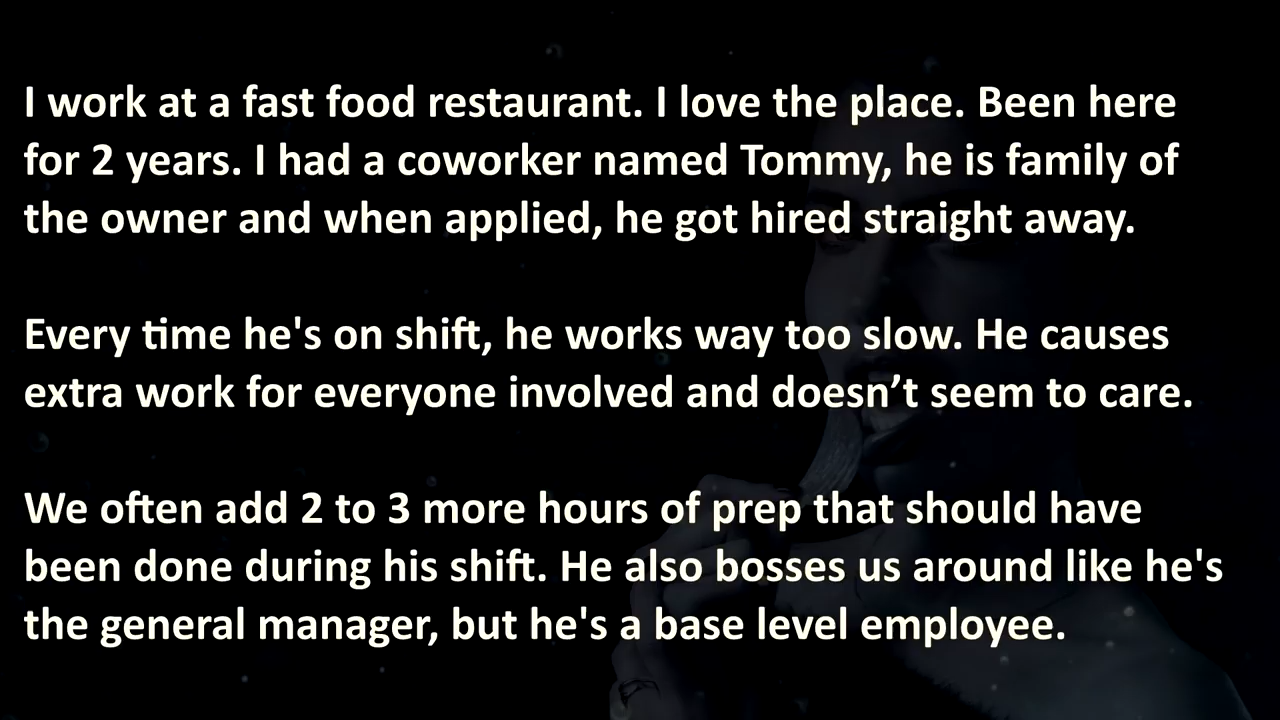 I work at a fast food restaurant. I love the place. Been here
for 2 years. I had a coworker named Tommy, he is family of
the owner and when applied, he got hired straight away.
Every time he's on shift, he works way too slow. He causes
extra work for everyone involved and doesn’t seem to care.
We often add 2 to 3 more hours of prep that should have
been done during his shift. He also bosses us around like he's
the general manager, but he's a base level employee.